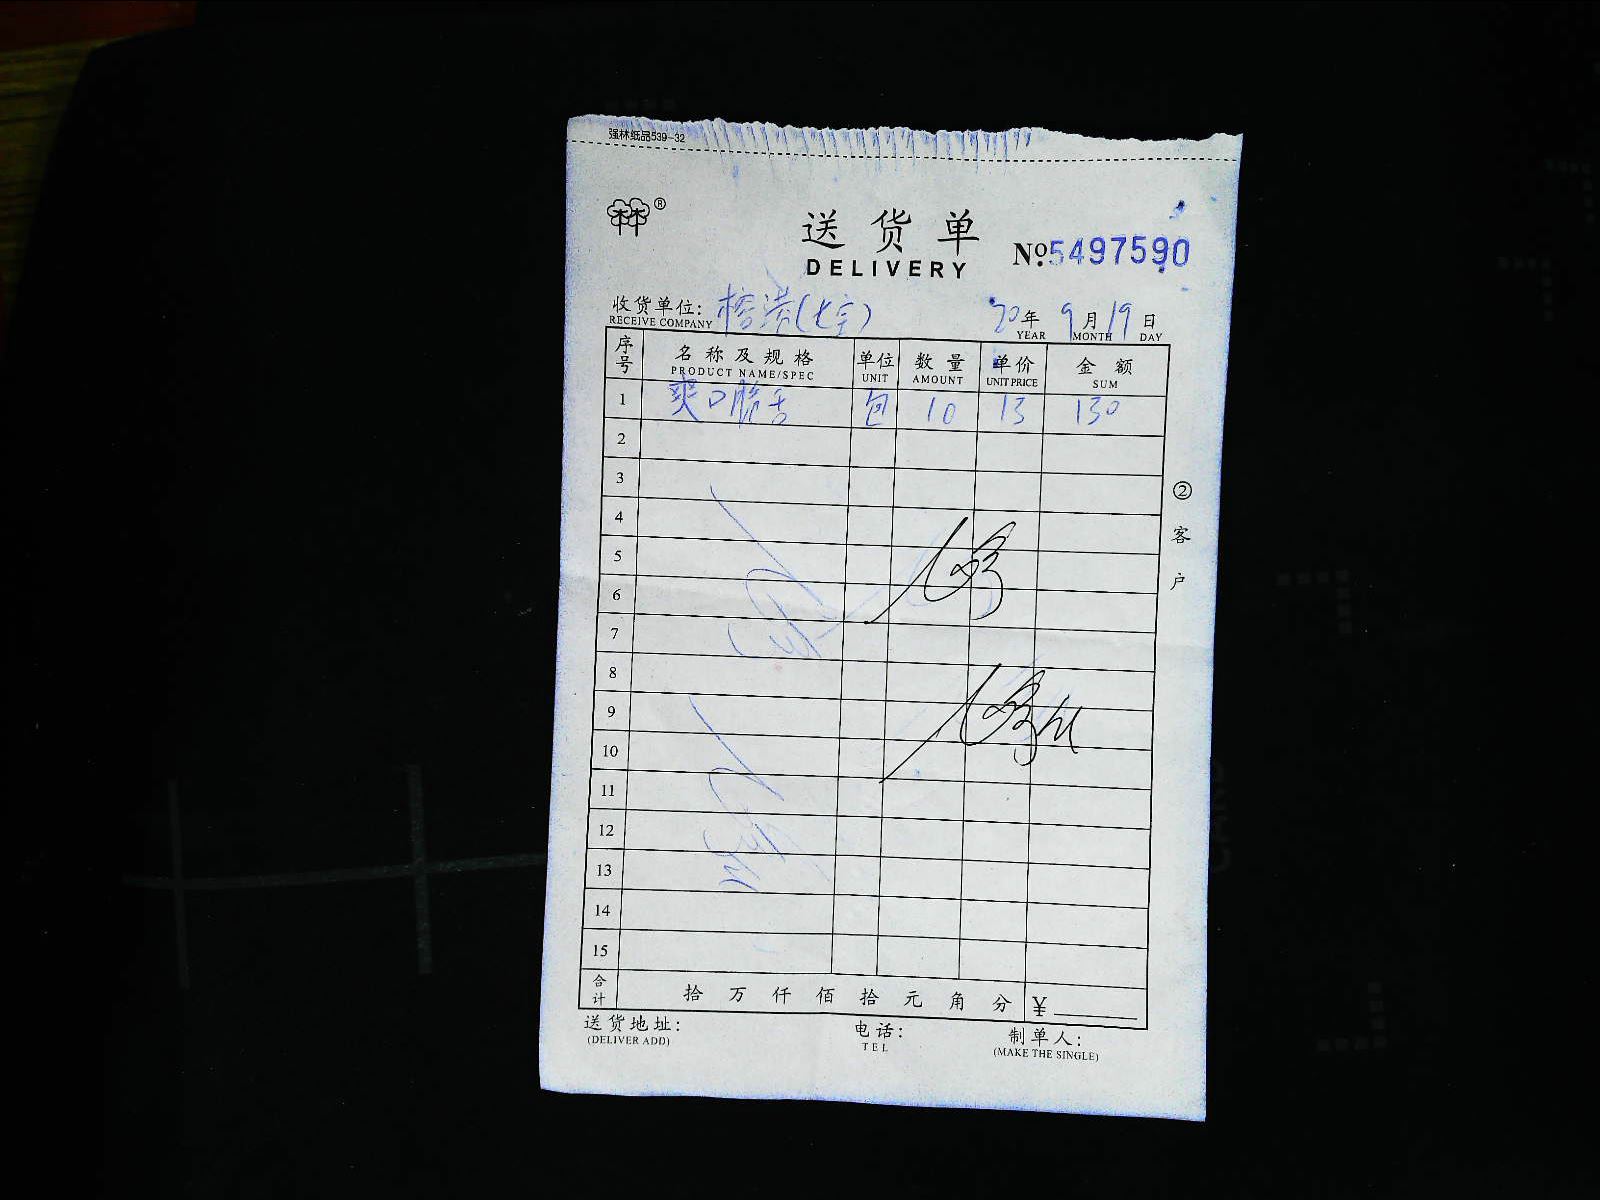 强林纸品539-32
林®
送货单
DELIVERY
№5497590
收货单位:
RECEIVE COMPANY
20年9月19日
YEAR MONTH DAY
序号 名称及规格 单位 数量 单价 金额
PRODUCT NAME/SPEC UNIT AMOUNT UNIT PRICE SUM
1 爽口 包 10 13 130
2
3
4
5
6
7
8
9
10
11
12
13
14
15
②客户
合计 拾 万 仟 佰 拾 元 角 分 ¥
送货地址: 电话: 制单人:
(DELIVER ADD) TEL (MAKE THE SINGLE)